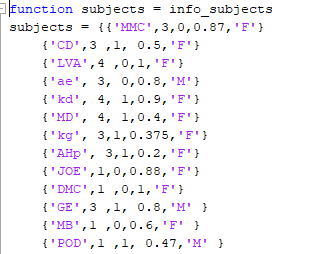 function subjects = info_subjects
subjects = {{'MMC',3,0,0.87,'F'}
{'CD',3 ,1, 0.5,'F'}
{'LVA',4 ,0,1,'F'}
{'ae', 3, 0,0.8,'M'}
{'kd', 4, 1,0.9,'F'}
{'MD', 4, 1,0.4,'F'}
{'kg', 3,1,0.375,'F'}
{'AHp', 3,1,0.2,'F'}
{'JOE',1,0,0.88,'F'}
{'DMC',1 ,0,1,'F'}
{'GE',3 ,1, 0.8,'M' }
{'MB',1 ,0,0.6,'F' }
{'POD',1 ,1, 0.47,'M' }